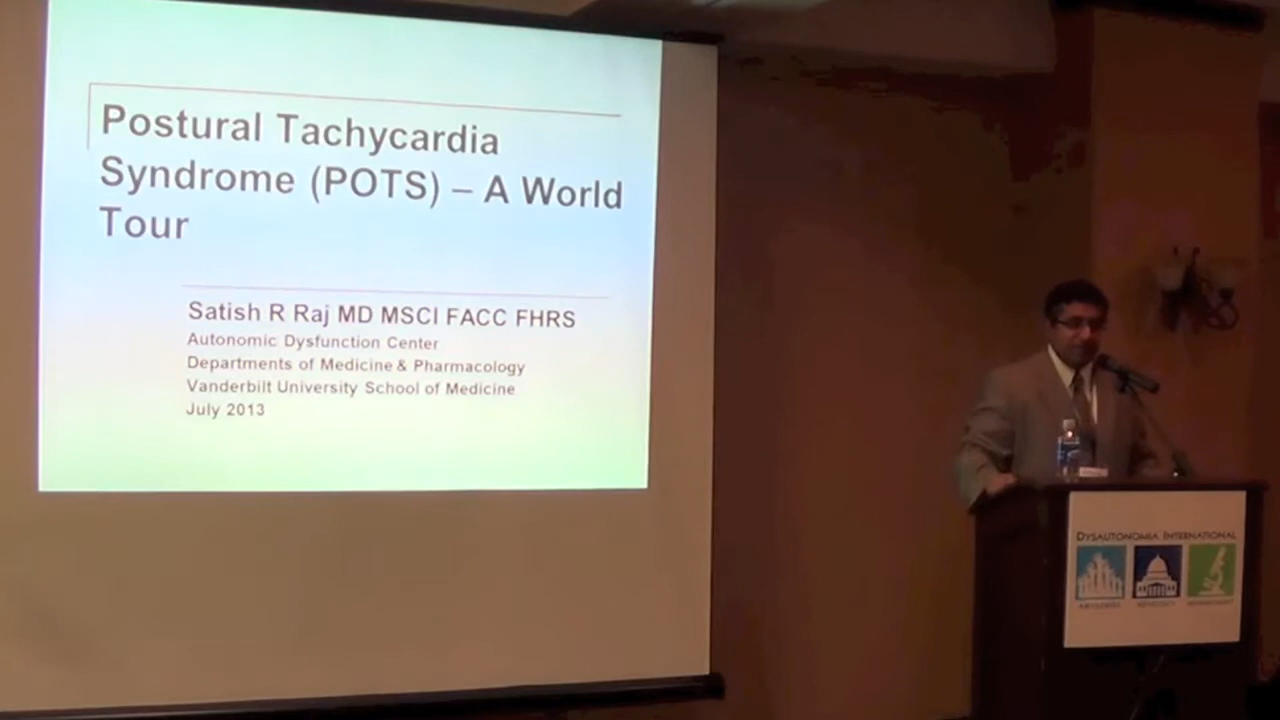 Postural Tachycardia
Syndrome (POTS) – A World
Tour
Satish R Raj MD MSCI FACC FHRS
Autonomic Dysfunction Center
Departments of Medicine & Pharmacology
Vanderbilt University School of Medicine
July 2013
DYSAUTONOMIA INTERNATIONAL